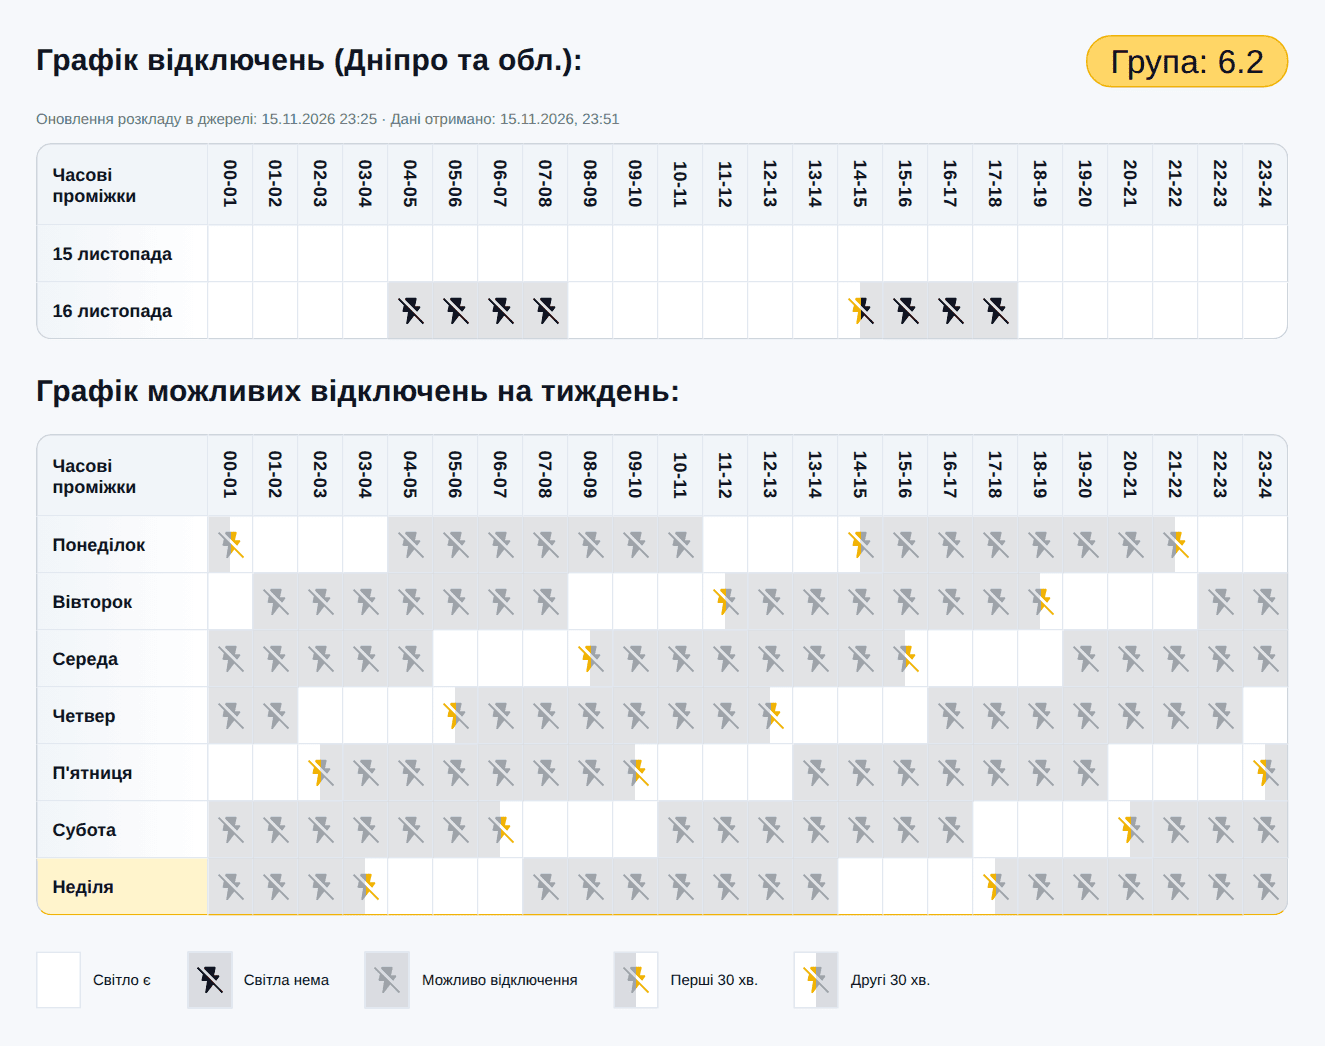 Графік відключень (Дніпро та обл.):
Група: 6.2
Оновлення розкладу в джерелі: 15.11.2026 23:25 · Дані отримано: 15.11.2026, 23:51
Часові проміжки 00-01 01-02 02-03 03-04 04-05 05-06 06-07 07-08 08-09 09-10 10-11 11-12 12-13 13-14 14-15 15-16 16-17 17-18 18-19 19-20 20-21 21-22 22-23 23-24
15 листопада
16 листопада
Графік можливих відключень на тиждень:
Часові проміжки 00-01 01-02 02-03 03-04 04-05 05-06 06-07 07-08 08-09 09-10 10-11 11-12 12-13 13-14 14-15 15-16 16-17 17-18 18-19 19-20 20-21 21-22 22-23 23-24
Понеділок
Вівторок
Середа
Четвер
П'ятниця
Субота
Неділя
Світло є Світла нема Можливо відключення Перші 30 хв. Другі 30 хв.